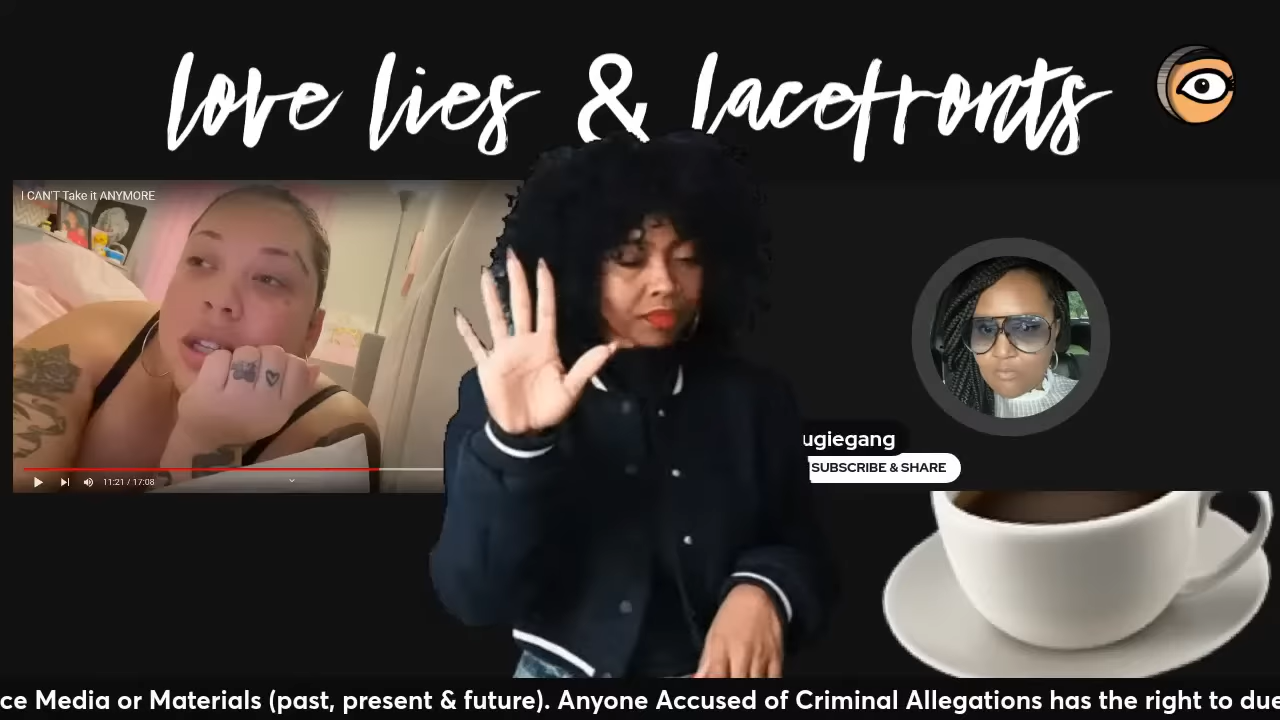 love lies & lacefronts
I CAN'T Take it ANYMORE
11:21 / 17:08
ugiegang
SUBSCRIBE & SHARE
ce Media or Materials (past, present & future). Anyone Accused of Criminal Allegations has the right to due